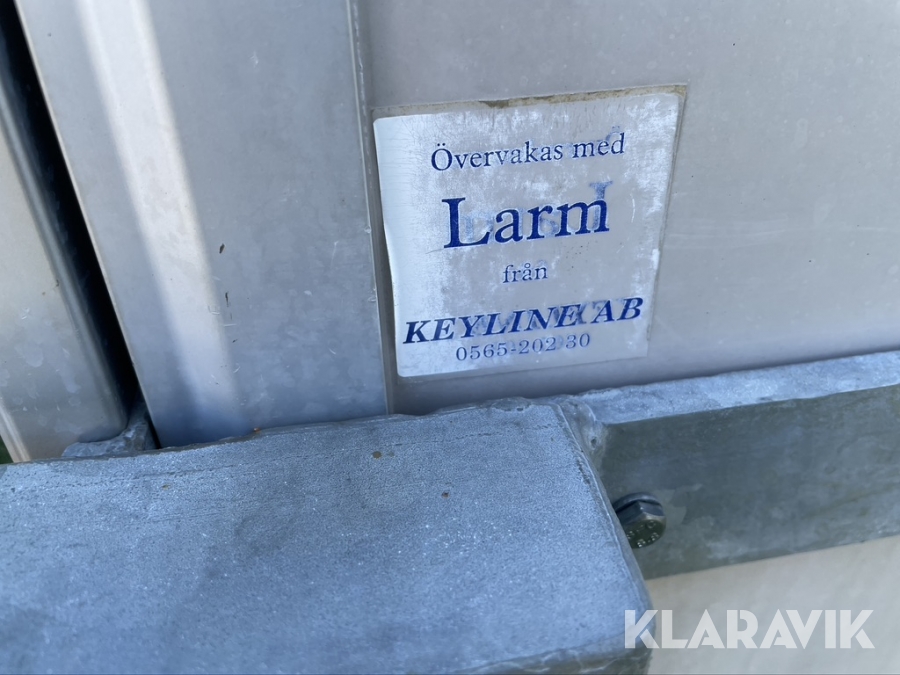 Övervakas med
Larm
från
KEYLINE AB
0565-202 30
KLARAVIK